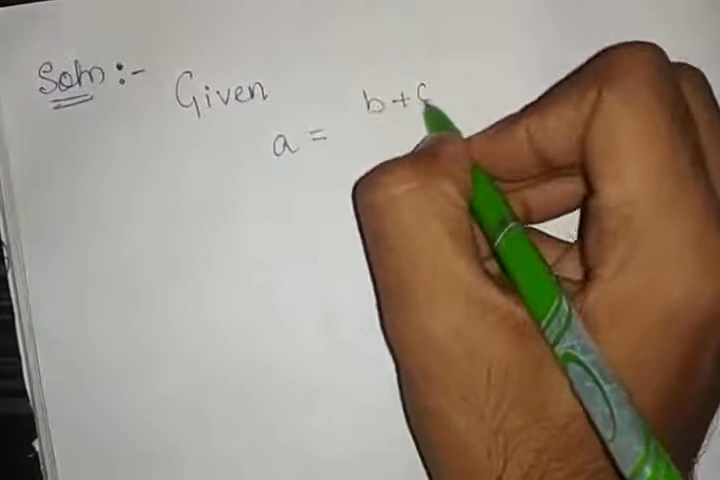 Soln :- Given
a = b + c